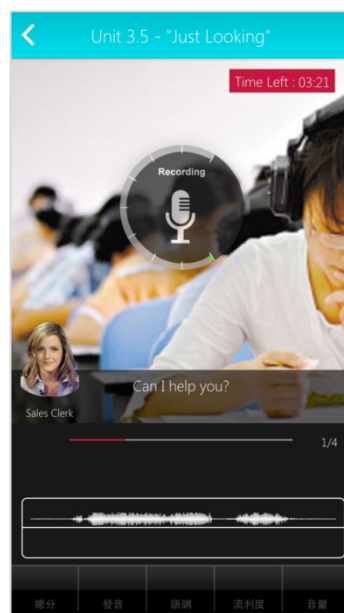 Unit 3.5 - "Just Looking"
Time Left : 03:21
Recording
Can I help you?
Sales Clerk
1/4
總分
發音
語調
流利度
音量